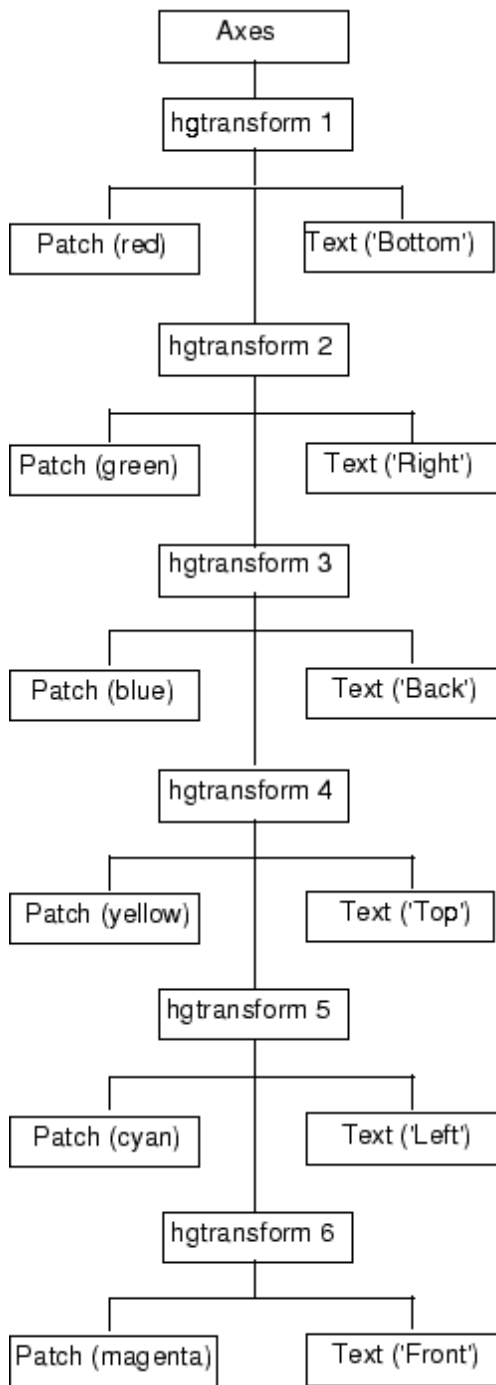 Axes
hgtransform 1
Patch (red)
Text ('Bottom')
hgtransform 2
Patch (green)
Text ('Right')
hgtransform 3
Patch (blue)
Text ('Back')
hgtransform 4
Patch (yellow)
Text ('Top')
hgtransform 5
Patch (cyan)
Text ('Left')
hgtransform 6
Patch (magenta)
Text ('Front')